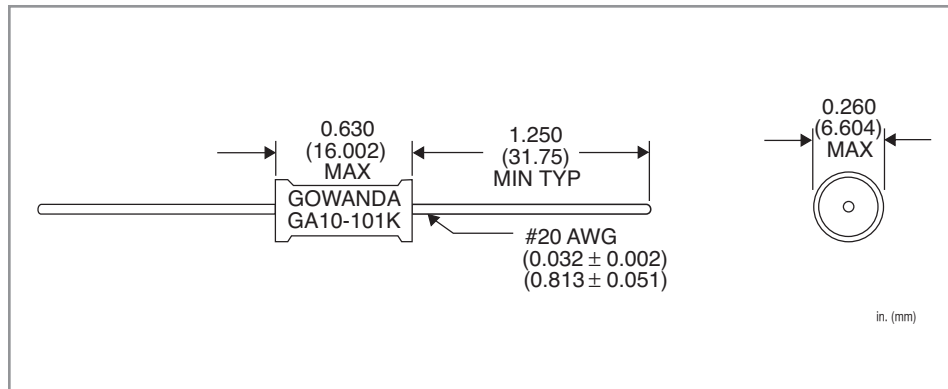 0.630
(16.002)
MAX
1.250
(31.75)
MIN TYP
0.260
(6.604)
MAX
GOWANDA
GA10-101K
#20 AWG
(0.032 ± 0.002)
(0.813 ± 0.051)
in. (mm)